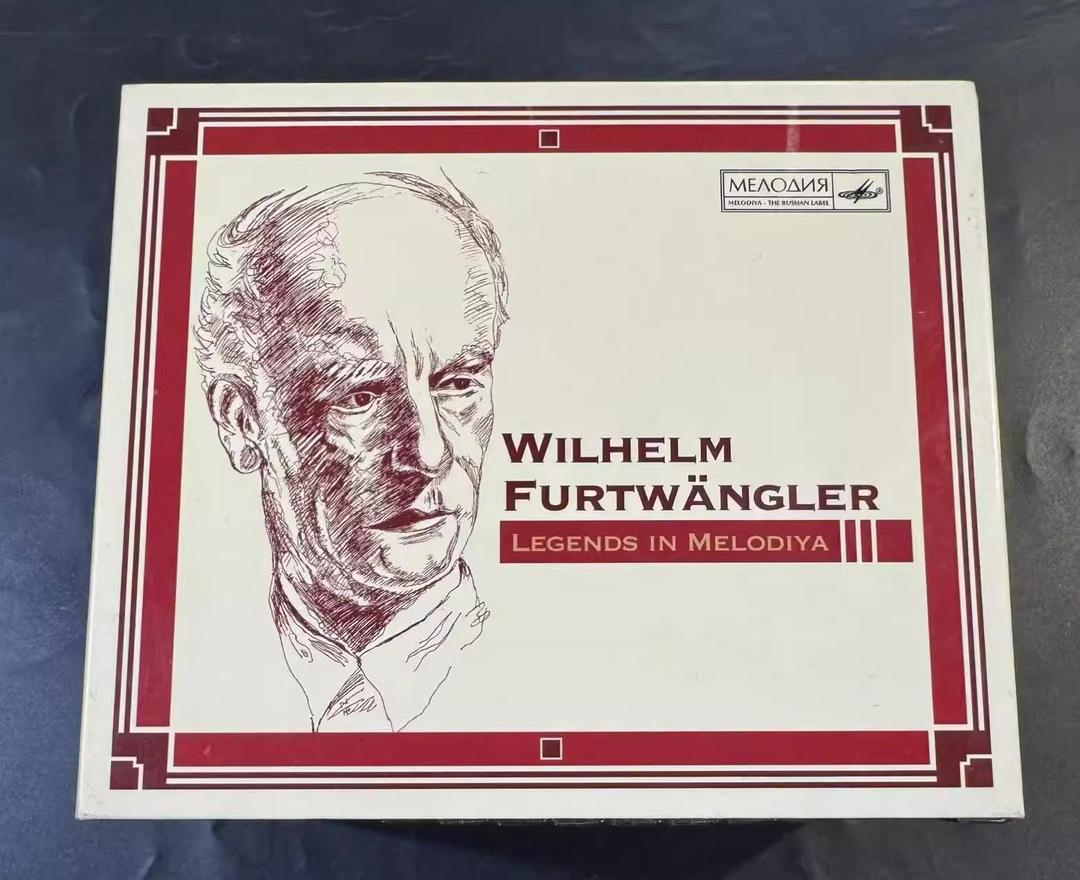 МЕЛОДИЯ
MELODIYA - THE RUSSIAN LABEL
WILHELM
FURTWÄNGLER
LEGENDS IN MELODIYA